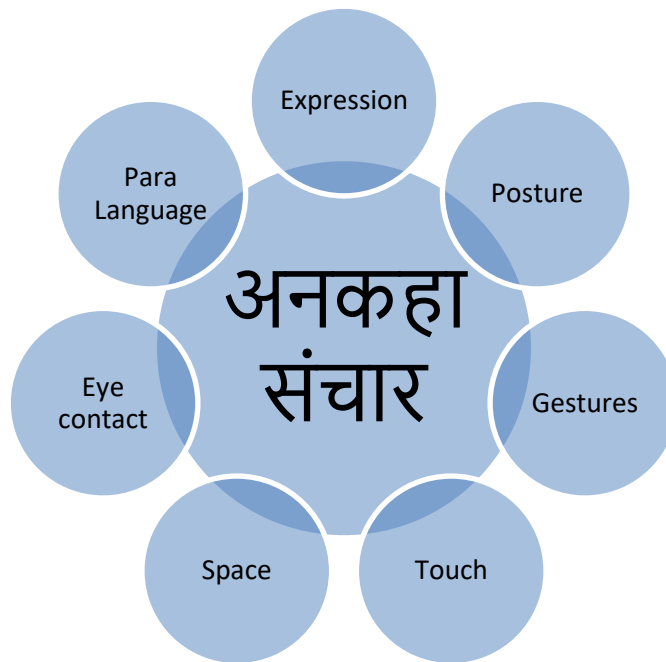 Expression
Para
Language
Posture
अनकहा
संचार
Eye
contact
Gestures
Space
Touch